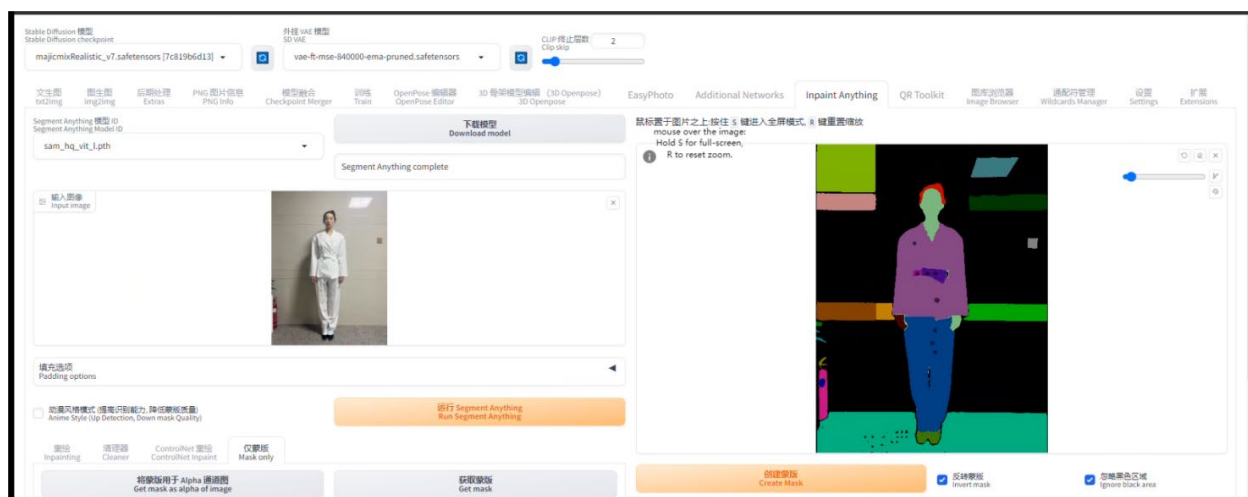 Stable Diffusion 模型
Stable Diffusion checkpoint
majicmixRealistic_v7.safetensors [7c819b6d13]
外挂 VAE 模型
SD VAE
vae-ft-mse-840000-ema-pruned.safetensors
CLIP 终止层数
Clip skip
2
文生图
txt2img
图生图
img2img
后期处理
Extras
PNG 图片信息
PNG Info
模型融合
Checkpoint Merger
训练
Train
OpenPose 编辑器
OpenPose Editor
3D 骨架模型编辑 （3D Openpose）
3D Openpose
EasyPhoto
Additional Networks
Inpaint Anything
QR Toolkit
图库浏览器
Image Browser
通配符管理
Wildcards Manager
设置
Settings
扩展
Extensions
Segment Anything 模型 ID
Segment Anything Model ID
sam_hq_vit_l.pth
下载模型
Download model
Segment Anything complete
输入图像
Input image
填充选项
Padding options
动漫风格模式 (提高识别能力, 降低蒙版质量)
Anime Style (Up Detection, Down mask Quality)
运行 Segment Anything
Run Segment Anything
重绘
Inpainting
清理器
Cleaner
ControlNet 重绘
ControlNet Inpaint
仅蒙版
Mask only
将蒙版用于 Alpha 通道图
Get mask as alpha of image
获取蒙版
Get mask
鼠标置于图片之上:按住 S 键进入全屏模式, R 键重置缩放
mouse over the image:
Hold S for full-screen,
R to reset zoom.
创建蒙版
Create Mask
反转蒙版
Invert mask
忽略黑色区域
Ignore black area